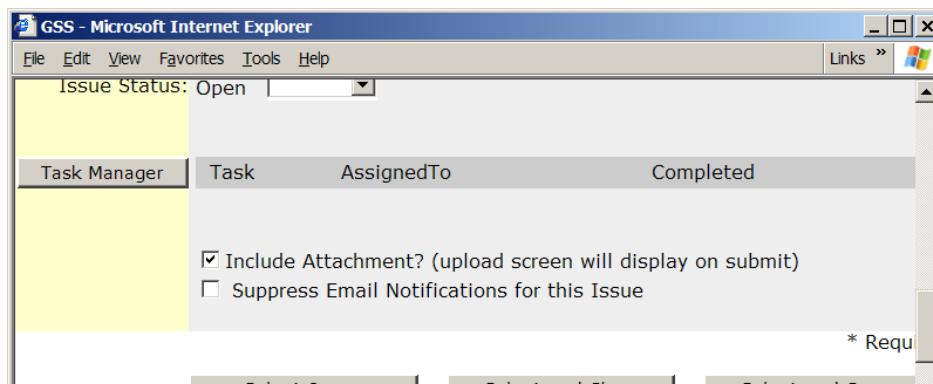 GSS - Microsoft Internet Explorer
File Edit View Favorites Tools Help Links »
Issue Status: Open
Task Manager Task AssignedTo Completed
Include Attachment? (upload screen will display on submit)
Suppress Email Notifications for this Issue
*